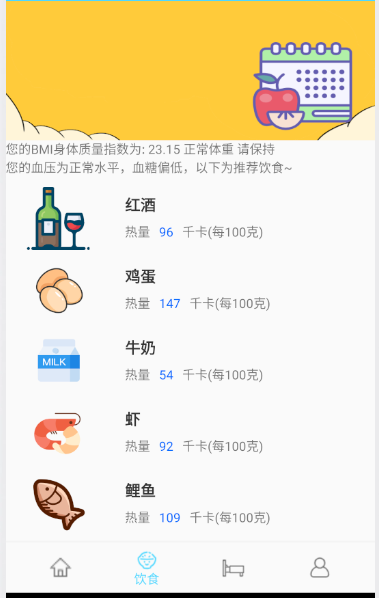 您的BMI身体质量指数为: 23.15 正常体重 请保持
您的血压为正常水平，血糖偏低，以下为推荐饮食~
红酒
热量 96 千卡(每100克)
鸡蛋
热量 147 千卡(每100克)
牛奶
MILK
热量 54 千卡(每100克)
虾
热量 92 千卡(每100克)
鲤鱼
热量 109 千卡(每100克)
饮食